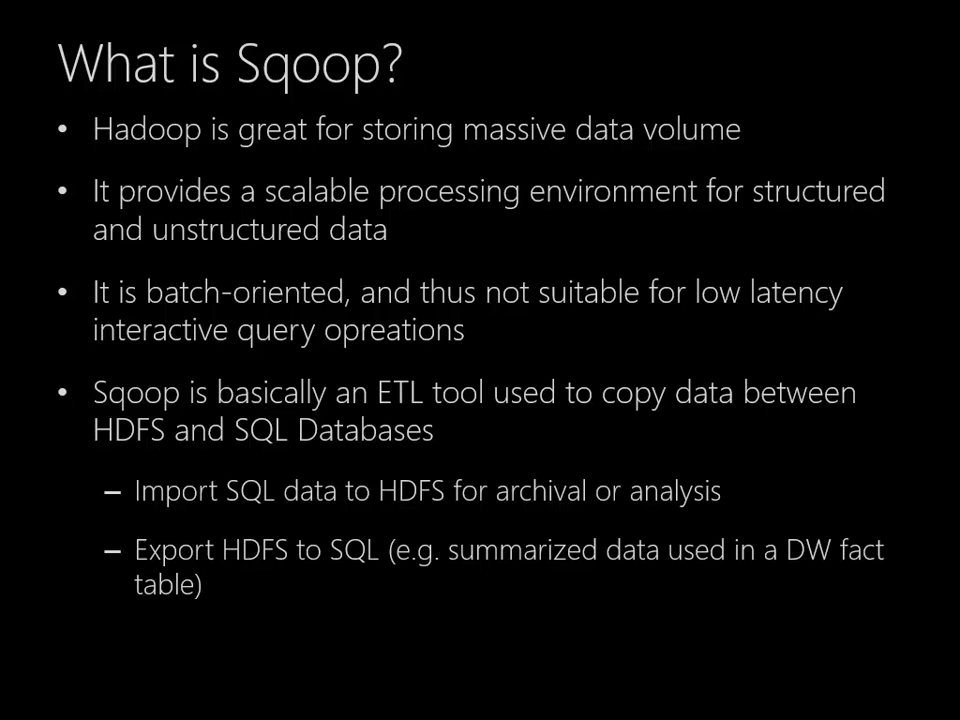 What is Sqoop?
• Hadoop is great for storing massive data volume
• It provides a scalable processing environment for structured
and unstructured data
• It is batch-oriented, and thus not suitable for low latency
interactive query opreations
• Sqoop is basically an ETL tool used to copy data between
HDFS and SQL Databases
– Import SQL data to HDFS for archival or analysis
– Export HDFS to SQL (e.g. summarized data used in a DW fact
table)